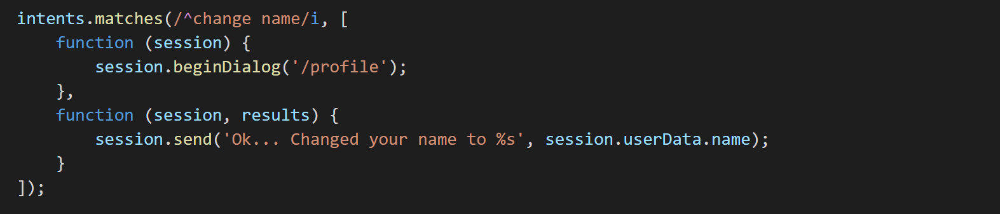 intents.matches(/^change name/i, [
    function (session) {
        session.beginDialog('/profile');
    },
    function (session, results) {
        session.send('Ok... Changed your name to %s', session.userData.name);
    }
]);